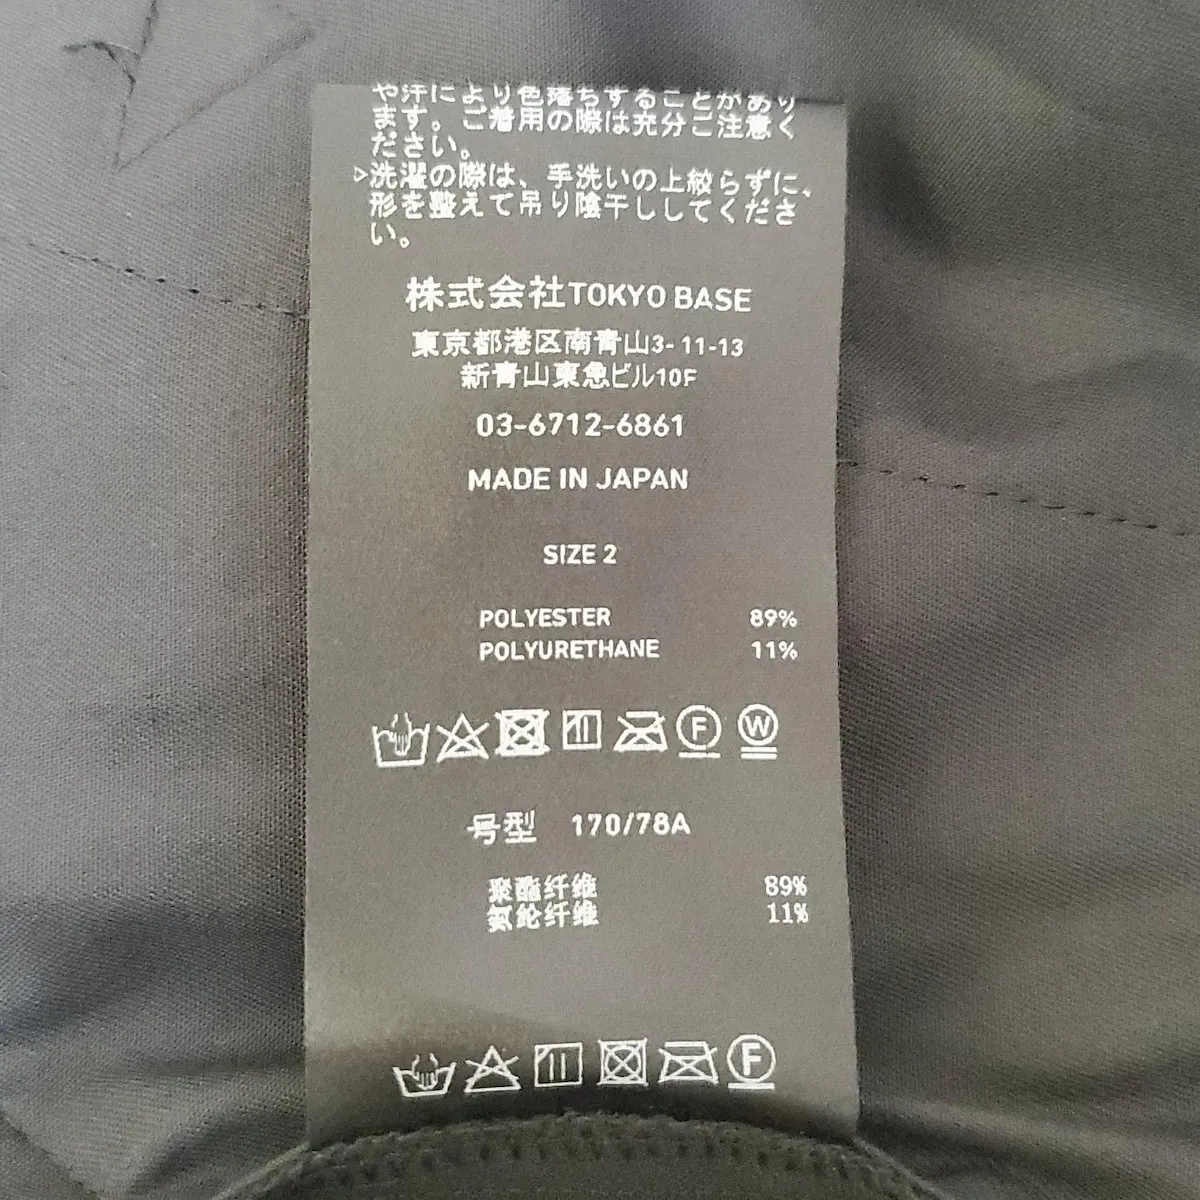 や汗により色落ちすることがあり
ます。ご着用の際は充分ご注意く
ださい。
▷洗濯の際は、手洗いの上絞らずに、
形を整えて吊り陰干ししてくださ
い。
株式会社TOKYO BASE
東京都港区南青山3-11-13
新青山東急ビル10F
03-6712-6861
MADE IN JAPAN
SIZE 2
POLYESTER 89%
POLYURETHANE 11%
F W
号型 170/78A
聚酯纤维 89%
氨纶纤维 11%
F